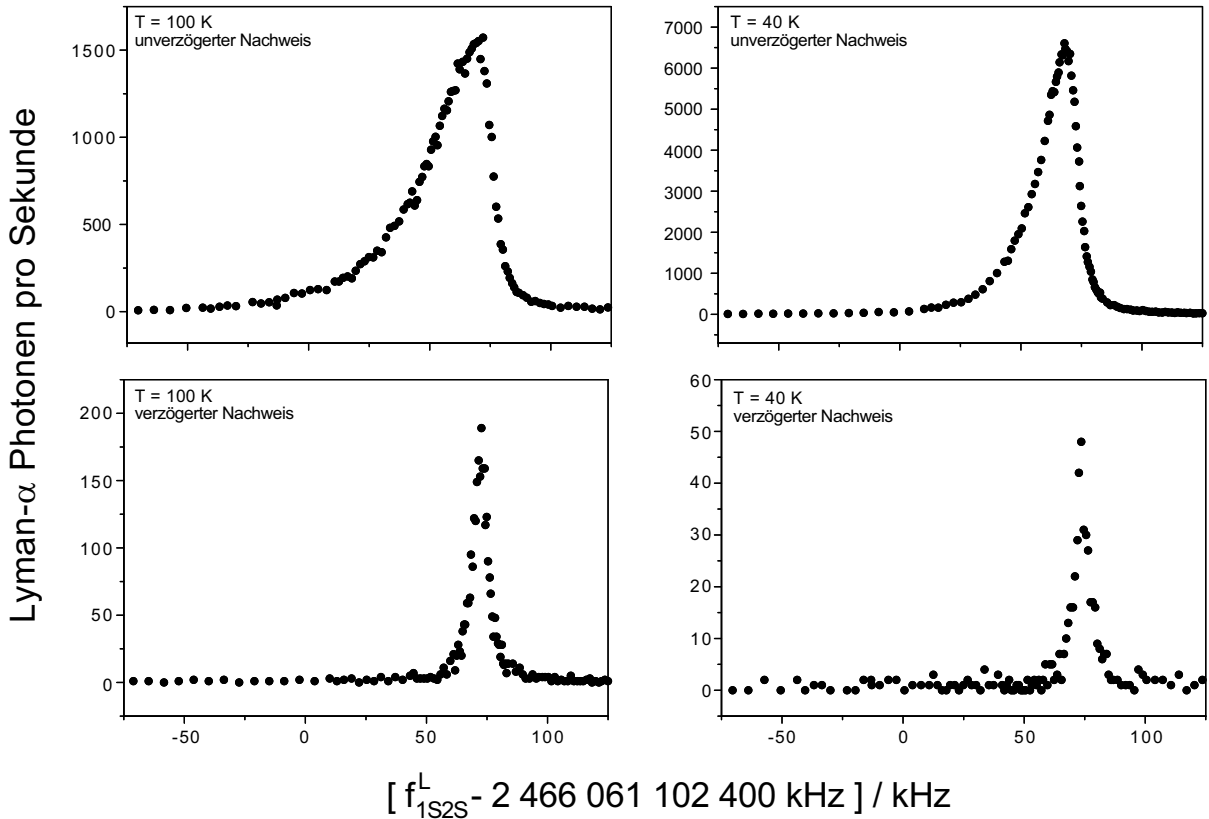 Lyman-α Photonen pro Sekunde
T = 100 K
unverzögerter Nachweis
1500
1000
500
0
T = 40 K
unverzögerter Nachweis
7000
6000
5000
4000
3000
2000
1000
0
T = 100 K
verzögerter Nachweis
200
150
100
50
0
-50 0 50 100
T = 40 K
verzögerter Nachweis
60
50
40
30
20
10
0
-50 0 50 100
[ f^L_1S2S - 2 466 061 102 400 kHz ] / kHz